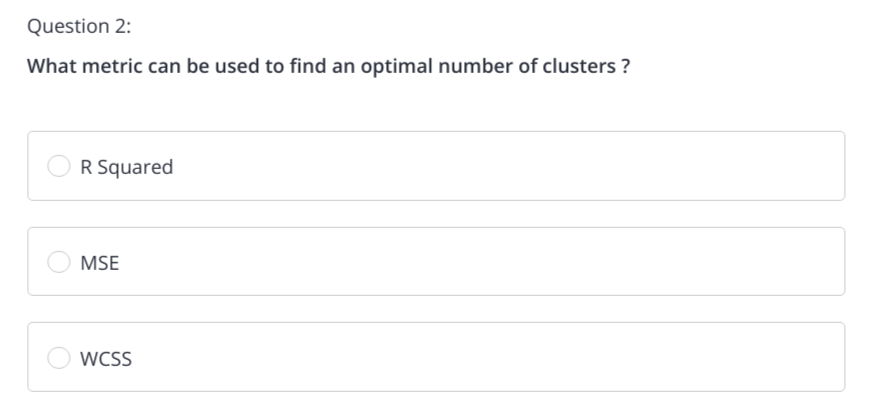 Question 2:
What metric can be used to find an optimal number of clusters ?
R Squared
MSE
WCSS